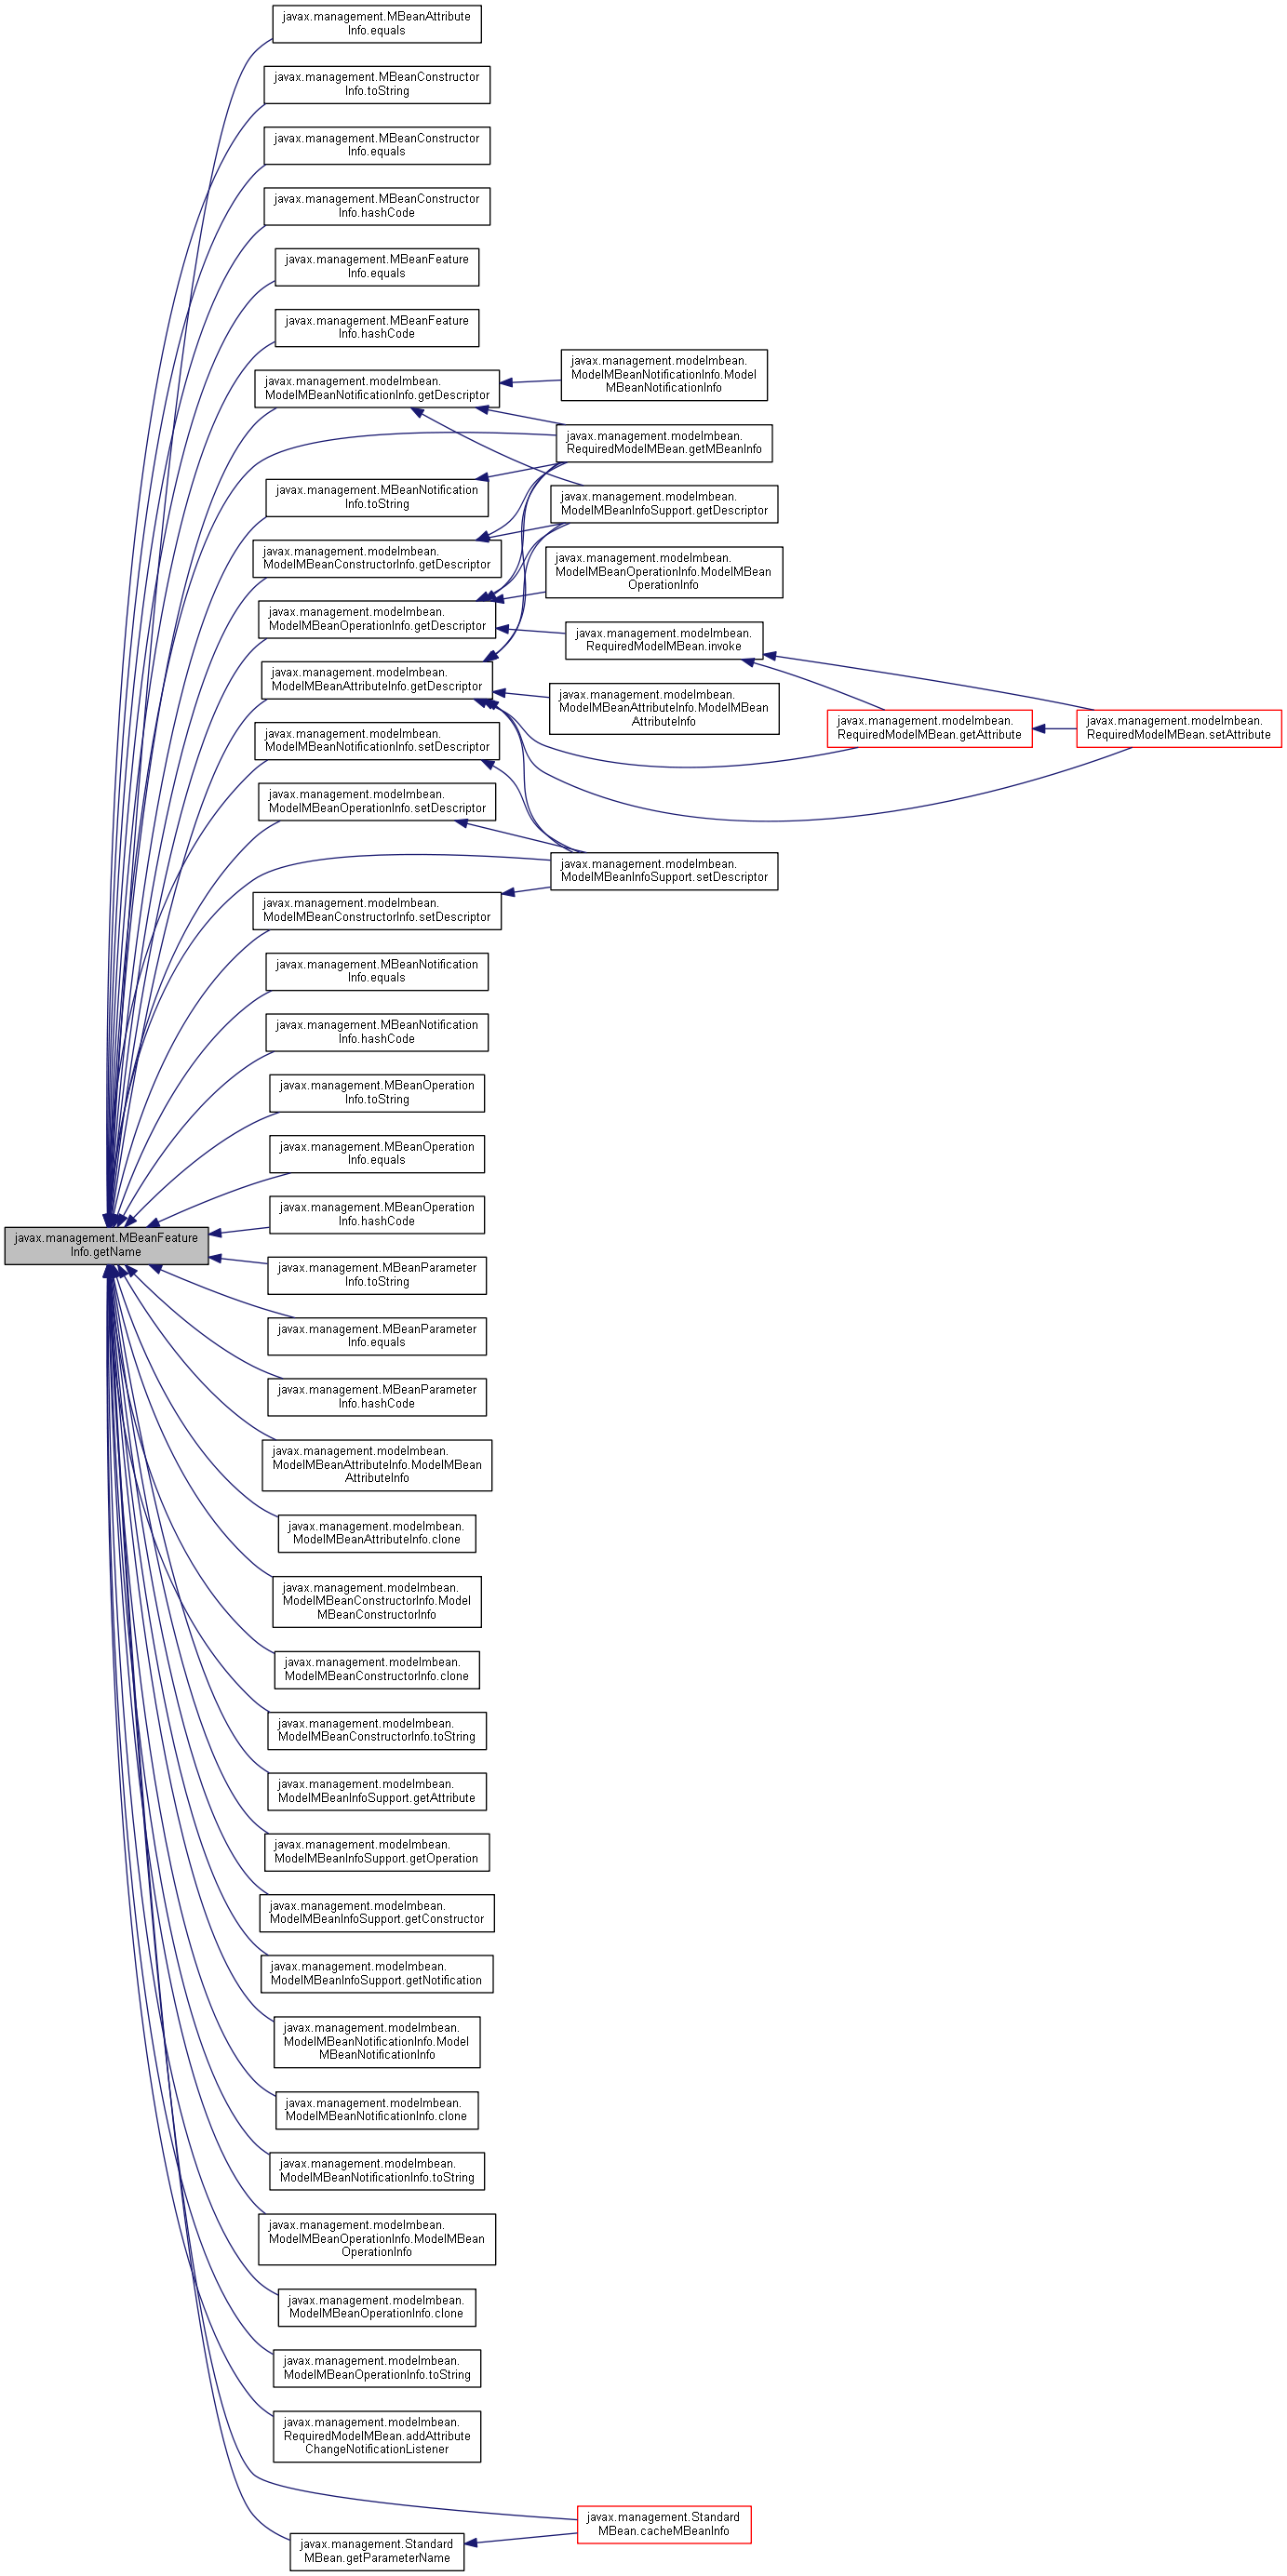 javax.management.MBeanAttribute
Info.equals
javax.management.MBeanConstructor
Info.toString
javax.management.MBeanConstructor
Info.equals
javax.management.MBeanConstructor
Info.hashCode
javax.management.MBeanFeature
Info.equals
javax.management.MBeanFeature
Info.hashCode
javax.management.modelmbean.
ModelMBeanNotificationInfo.getDescriptor
javax.management.modelmbean.
ModelMBeanNotificationInfo.Model
MBeanNotificationInfo
javax.management.modelmbean.
RequiredModelMBean.getMBeanInfo
javax.management.MBeanNotification
Info.toString
javax.management.modelmbean.
ModelMBeanInfoSupport.getDescriptor
javax.management.modelmbean.
ModelMBeanConstructorInfo.getDescriptor
javax.management.modelmbean.
ModelMBeanOperationInfo.ModelMBean
OperationInfo
javax.management.modelmbean.
ModelMBeanOperationInfo.getDescriptor
javax.management.modelmbean.
RequiredModelMBean.invoke
javax.management.modelmbean.
ModelMBeanAttributeInfo.getDescriptor
javax.management.modelmbean.
ModelMBeanAttributeInfo.ModelMBean
AttributeInfo
javax.management.modelmbean.
RequiredModelMBean.getAttribute
javax.management.modelmbean.
RequiredModelMBean.setAttribute
javax.management.modelmbean.
ModelMBeanNotificationInfo.setDescriptor
javax.management.modelmbean.
ModelMBeanOperationInfo.setDescriptor
javax.management.modelmbean.
ModelMBeanInfoSupport.setDescriptor
javax.management.modelmbean.
ModelMBeanConstructorInfo.setDescriptor
javax.management.MBeanNotification
Info.equals
javax.management.MBeanNotification
Info.hashCode
javax.management.MBeanOperation
Info.toString
javax.management.MBeanOperation
Info.equals
javax.management.MBeanOperation
Info.hashCode
javax.management.MBeanFeature
Info.getName
javax.management.MBeanParameter
Info.toString
javax.management.MBeanParameter
Info.equals
javax.management.MBeanParameter
Info.hashCode
javax.management.modelmbean.
ModelMBeanAttributeInfo.ModelMBean
AttributeInfo
javax.management.modelmbean.
ModelMBeanAttributeInfo.clone
javax.management.modelmbean.
ModelMBeanConstructorInfo.Model
MBeanConstructorInfo
javax.management.modelmbean.
ModelMBeanConstructorInfo.clone
javax.management.modelmbean.
ModelMBeanConstructorInfo.toString
javax.management.modelmbean.
ModelMBeanInfoSupport.getAttribute
javax.management.modelmbean.
ModelMBeanInfoSupport.getOperation
javax.management.modelmbean.
ModelMBeanInfoSupport.getConstructor
javax.management.modelmbean.
ModelMBeanInfoSupport.getNotification
javax.management.modelmbean.
ModelMBeanNotificationInfo.Model
MBeanNotificationInfo
javax.management.modelmbean.
ModelMBeanNotificationInfo.clone
javax.management.modelmbean.
ModelMBeanNotificationInfo.toString
javax.management.modelmbean.
ModelMBeanOperationInfo.ModelMBean
OperationInfo
javax.management.modelmbean.
ModelMBeanOperationInfo.clone
javax.management.modelmbean.
ModelMBeanOperationInfo.toString
javax.management.modelmbean.
RequiredModelMBean.addAttribute
ChangeNotificationListener
javax.management.Standard
MBean.cacheMBeanInfo
javax.management.Standard
MBean.getParameterName